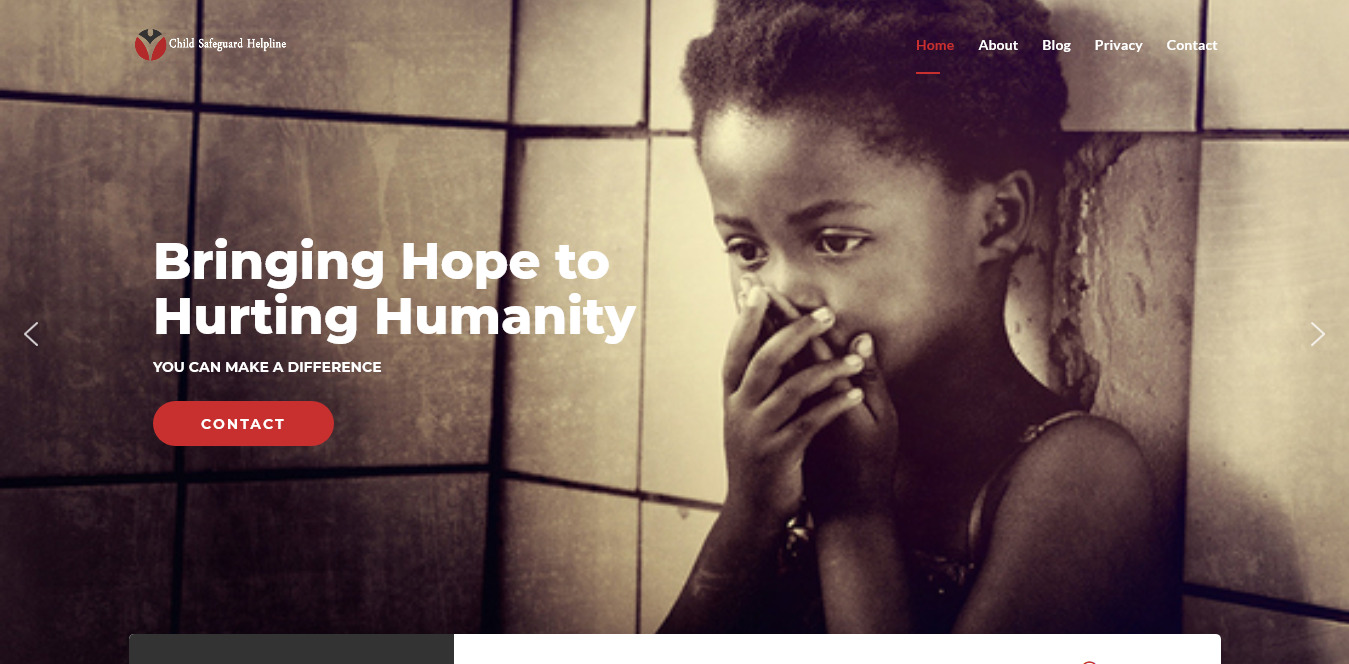 Child Safeguard Helpline
Home About Blog Privacy Contact
Bringing Hope to
Hurting Humanity
YOU CAN MAKE A DIFFERENCE
CONTACT